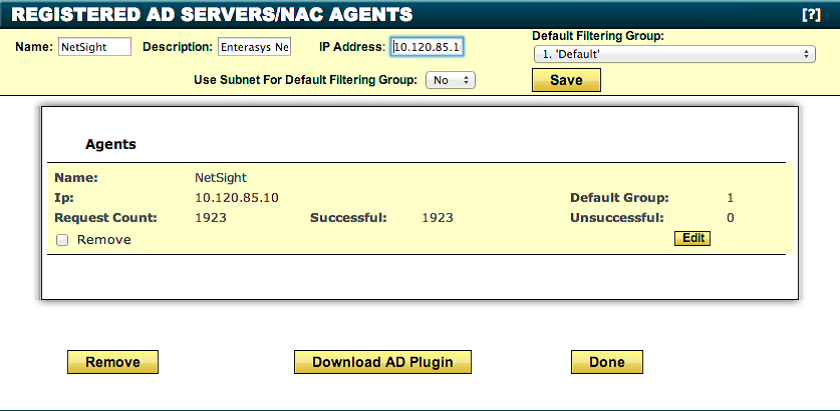 REGISTERED AD SERVERS/NAC AGENTS [?]
Name: NetSight Description: Enterasys Ne IP Address: 10.120.85.1 Default Filtering Group:
1. 'Default'
Use Subnet For Default Filtering Group: No Save
Agents
Name: NetSight
Ip: 10.120.85.10 Default Group: 1
Request Count: 1923 Successful: 1923 Unsuccessful: 0
Remove Edit
Remove Download AD Plugin Done